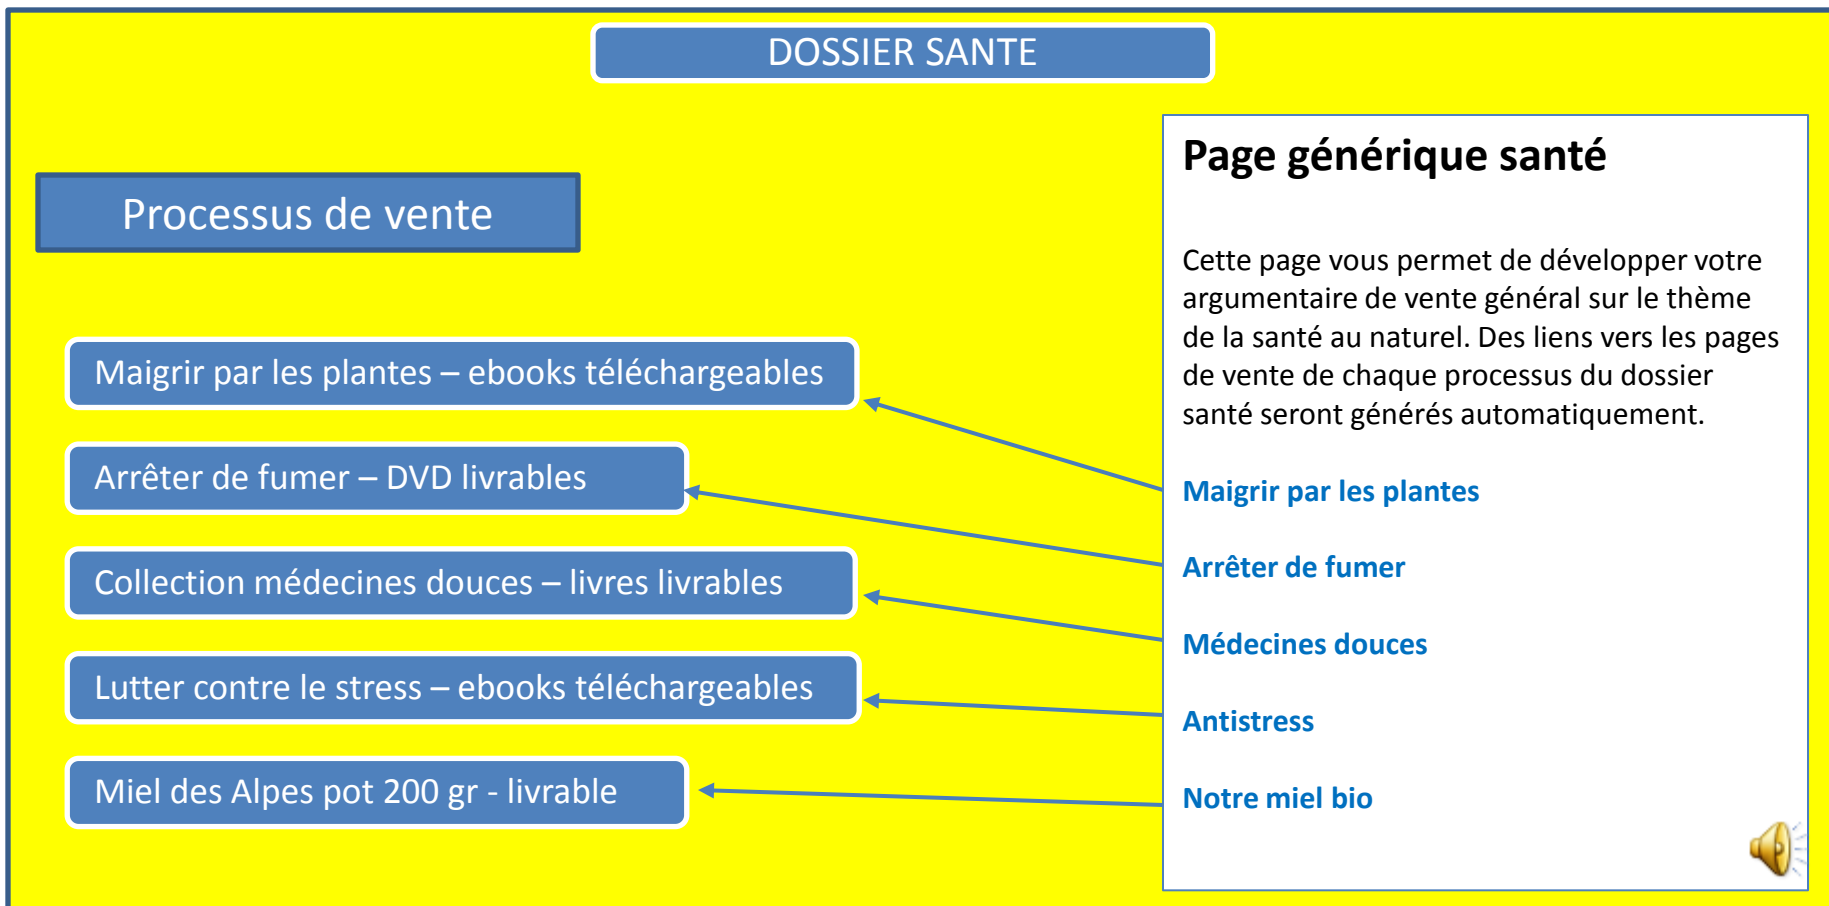 DOSSIER SANTE
Processus de vente
Maigrir par les plantes – ebooks téléchargeables
Arrêter de fumer – DVD livrables
Collection médecines douces – livres livrables
Lutter contre le stress – ebooks téléchargeables
Miel des Alpes pot 200 gr - livrable
Page générique santé
Cette page vous permet de développer votre
argumentaire de vente général sur le thème
de la santé au naturel. Des liens vers les pages
de vente de chaque processus du dossier
santé seront générés automatiquement.
Maigrir par les plantes
Arrêter de fumer
Médecines douces
Antistress
Notre miel bio